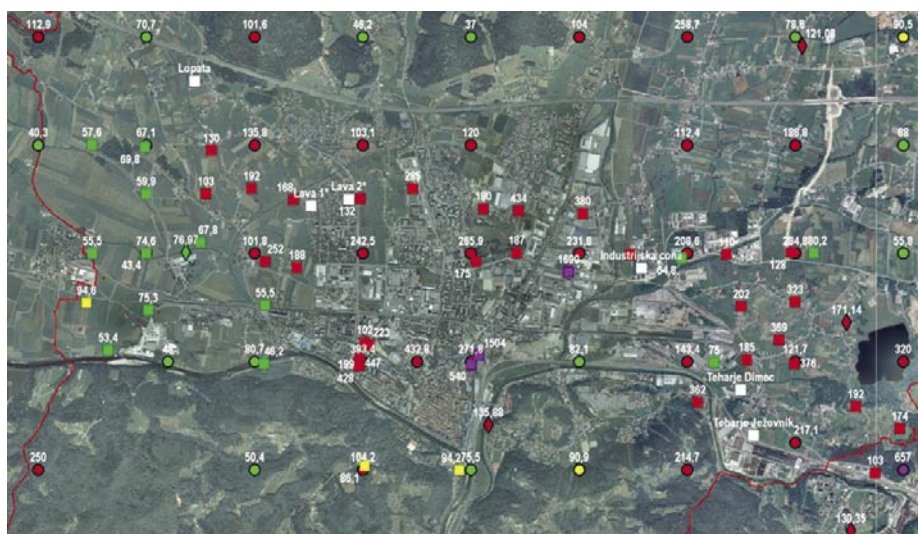 112,9 70,7 101,6 46,2 37 104 258,7 78,8 90,5
121,08
Lopata
40,3 57,6 67,1 135,8 103,1 120 112,4 188,8 68
69,8 130
59,9 103 192 168 Lava 1* Lava 2* 132 285 180 434 380
55,5 74,6 76,97 67,8 101,8 242,5 265,9 187 231,8 208,6 110 80,2 55,8
43,4 252 188 175 1690 Industrijska cona 64,8 128
94,6 75,3 55,5 202 323 171,14
53,4 102 223 369
80,7 46,2 393,4 432,8 271,8 1504 82,1 143,4 75 185 121,7 320
199 447 428 540 376
362 Teharje Dimec 192
135,88 Teharje Ježovnik 217,1 174
250 50,4 104,2 94,2 75,5 90,9 214,7 103 657
86,1
130,35